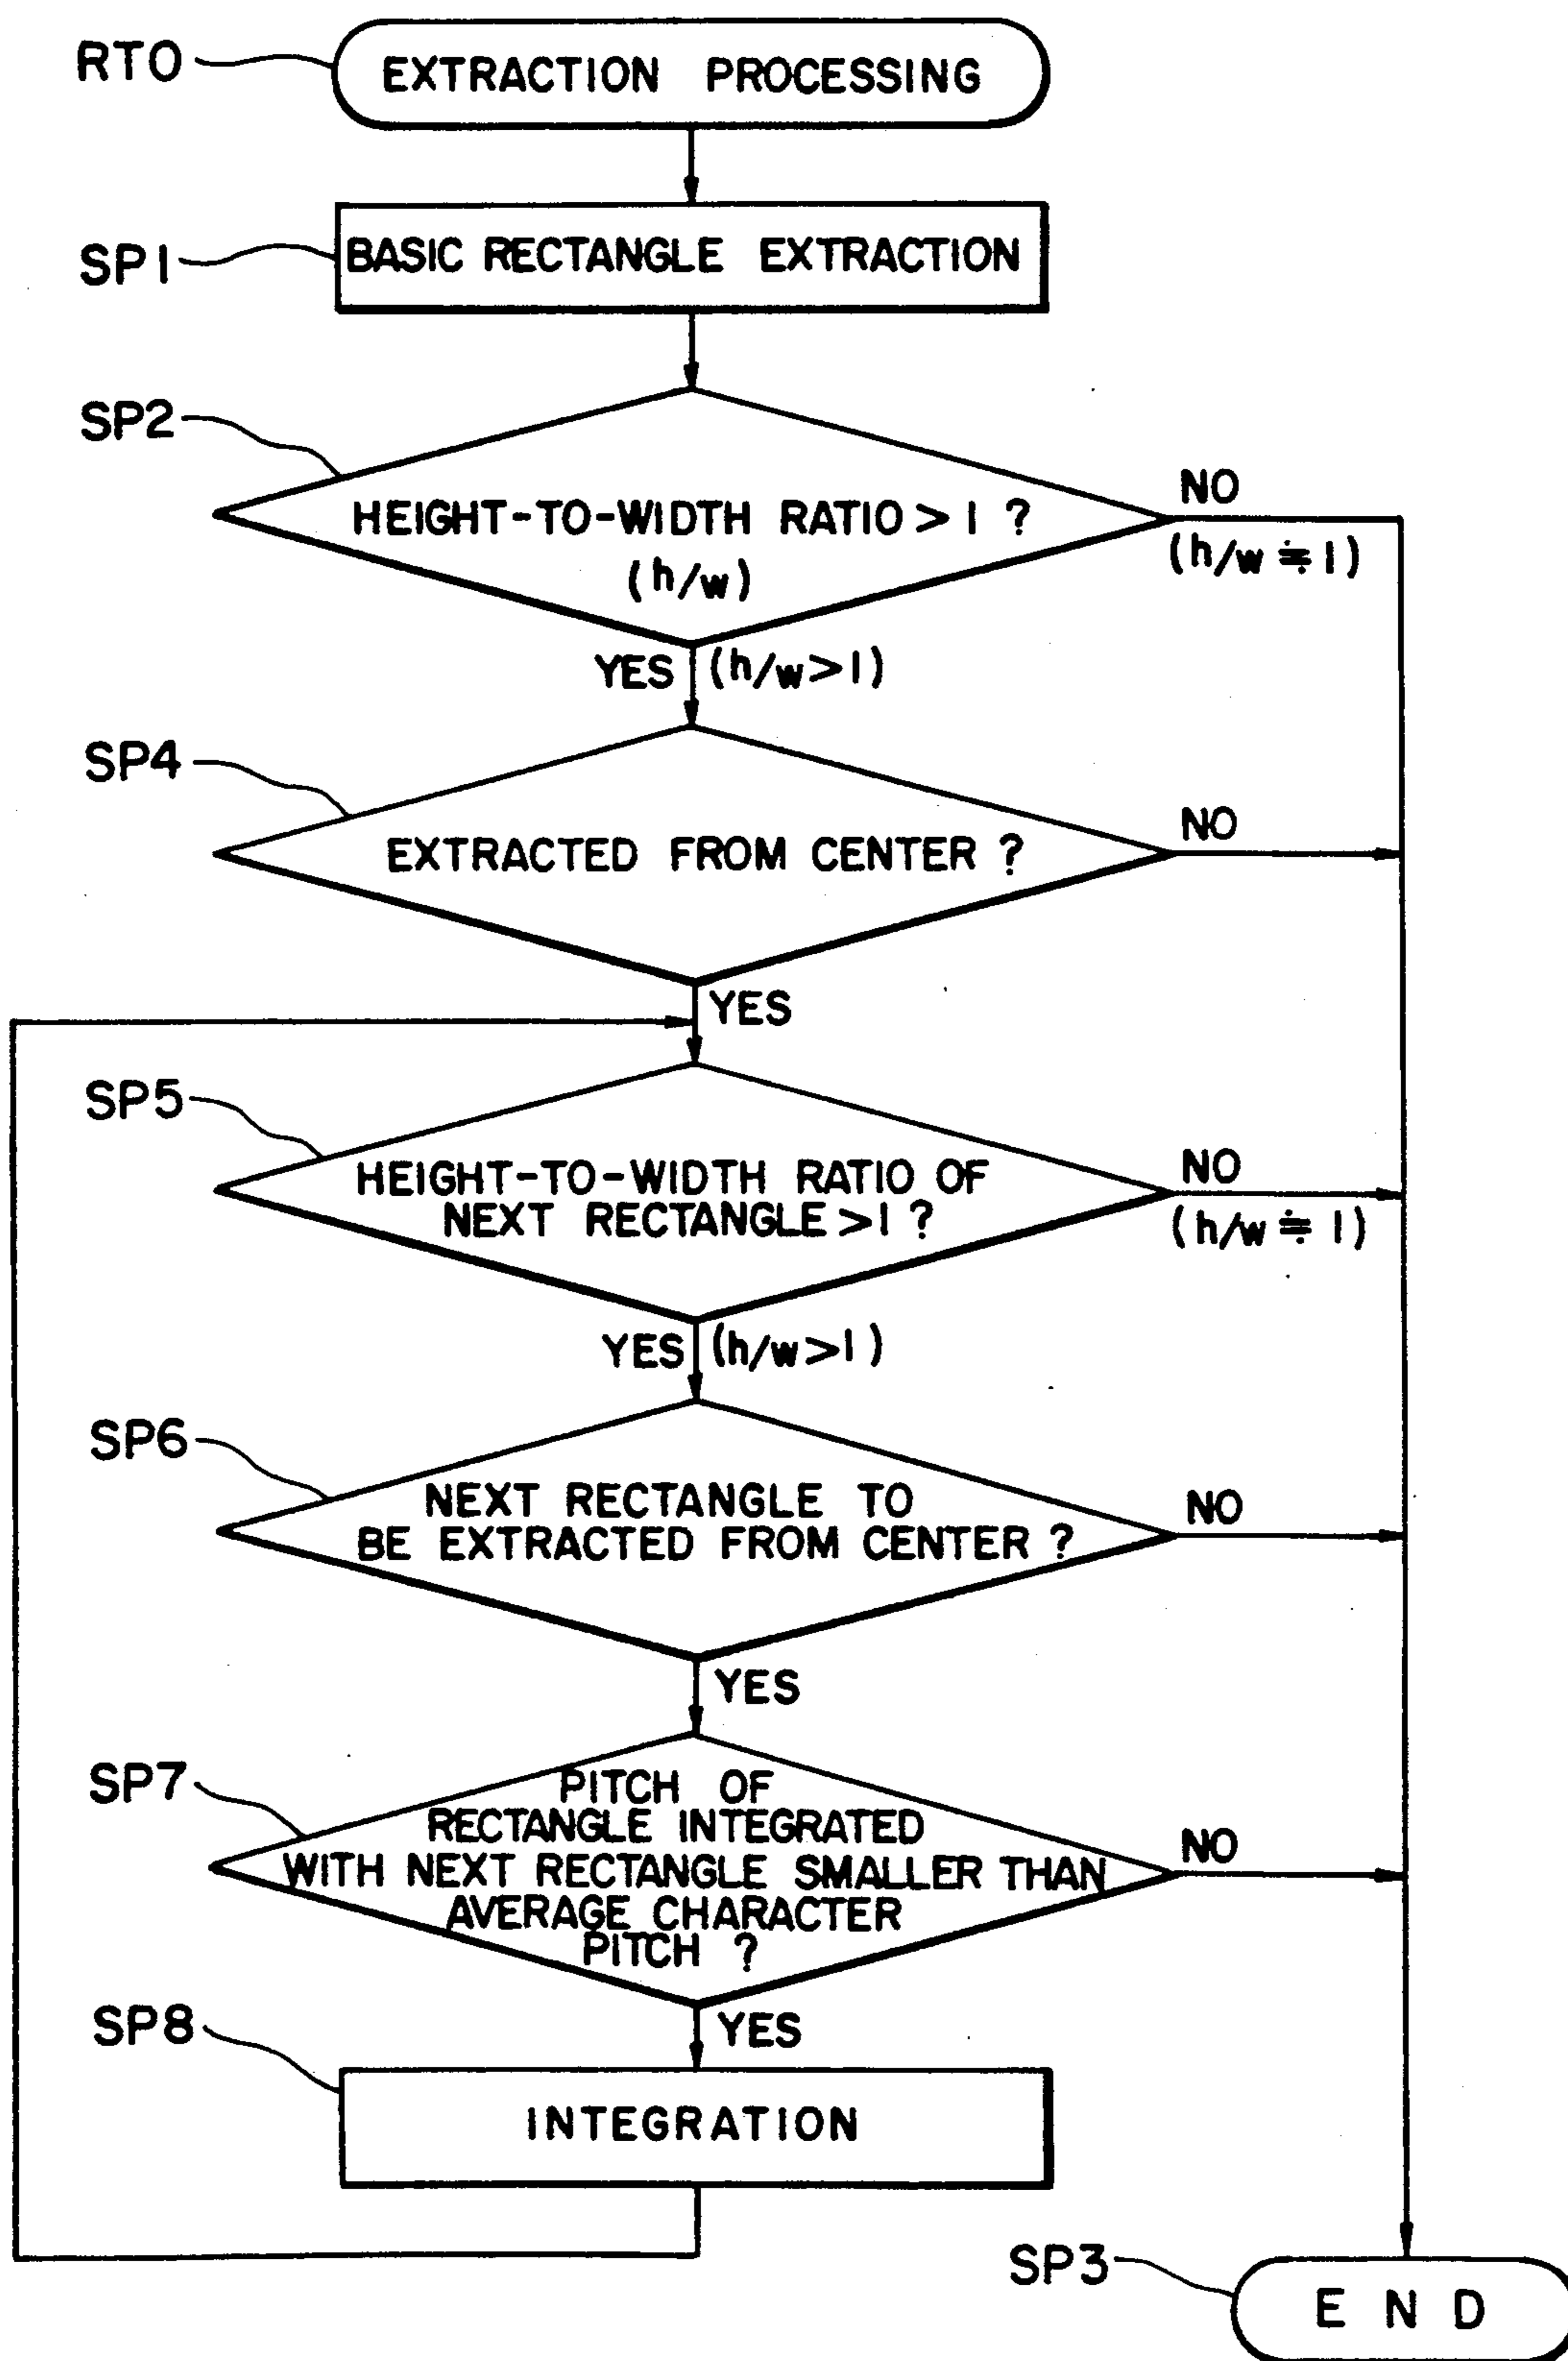 RT0
EXTRACTION PROCESSING
SP1
BASIC RECTANGLE EXTRACTION
SP2
HEIGHT-TO-WIDTH RATIO > 1 ?
(h/w)
NO
(h/w ≒ 1)
YES (h/w>1)
SP4
EXTRACTED FROM CENTER ?
NO
YES
SP5
HEIGHT-TO-WIDTH RATIO OF
NEXT RECTANGLE >1 ?
NO
(h/w ≒ 1)
YES (h/w>1)
SP6
NEXT RECTANGLE TO
BE EXTRACTED FROM CENTER ?
NO
YES
SP7
PITCH OF
RECTANGLE INTEGRATED
WITH NEXT RECTANGLE SMALLER THAN
AVERAGE CHARACTER
PITCH ?
NO
YES
SP8
INTEGRATION
SP3
END